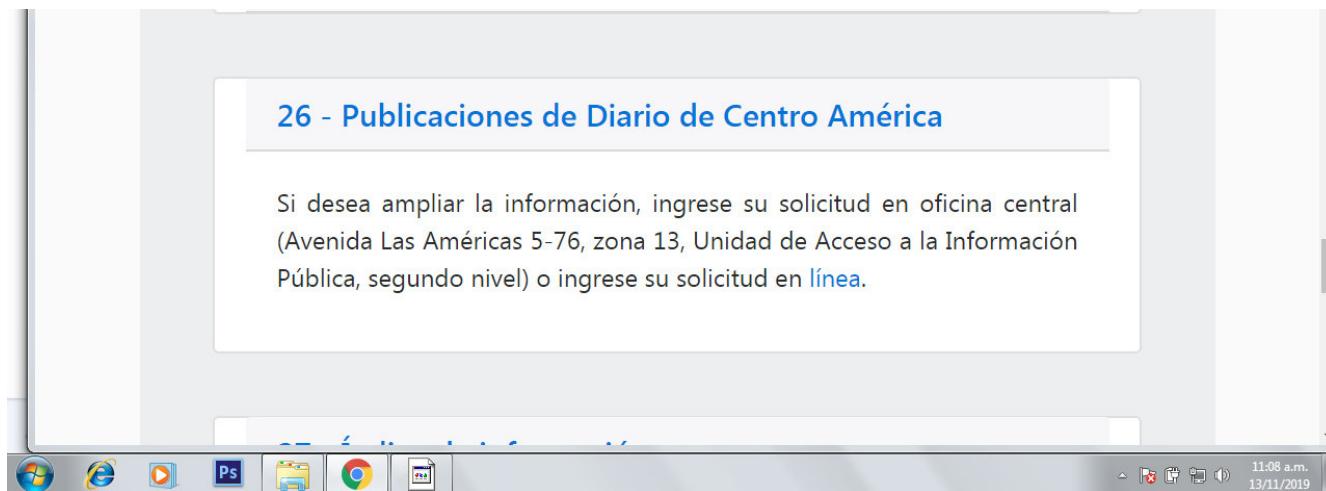 26 - Publicaciones de Diario de Centro América
Si desea ampliar la información, ingrese su solicitud en oficina central
(Avenida Las Américas 5-76, zona 13, Unidad de Acceso a la Información
Pública, segundo nivel) o ingrese su solicitud en línea.
Ps
11:08 a.m.
13/11/2019